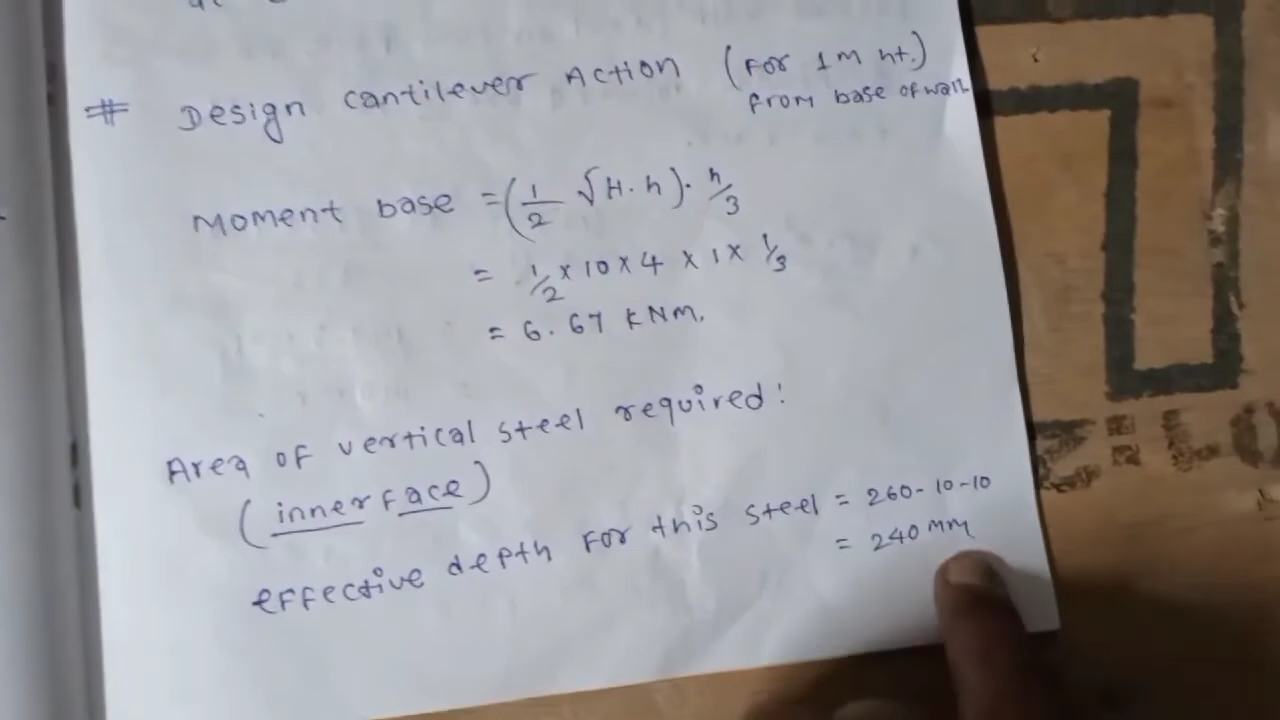 # Design cantilever Action (For 1m ht.)
from base of wall
Moment base = (1/2 √H.h). h/3
= 1/2 x 10 x 4 x 1 x 1/3
= 6.67 KNm.
Area of vertical steel required:
(inner face)
effective depth for this steel = 260-10-10
= 240 mm